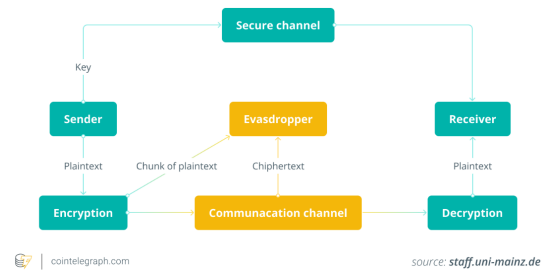 Secure channel
Key
Sender
Evasdropper
Receiver
Plaintext
Chunk of plaintext
Chiphertext
Plaintext
Encryption
Communacation channel
Decryption
cointelegraph.com
source: staff.uni-mainz.de